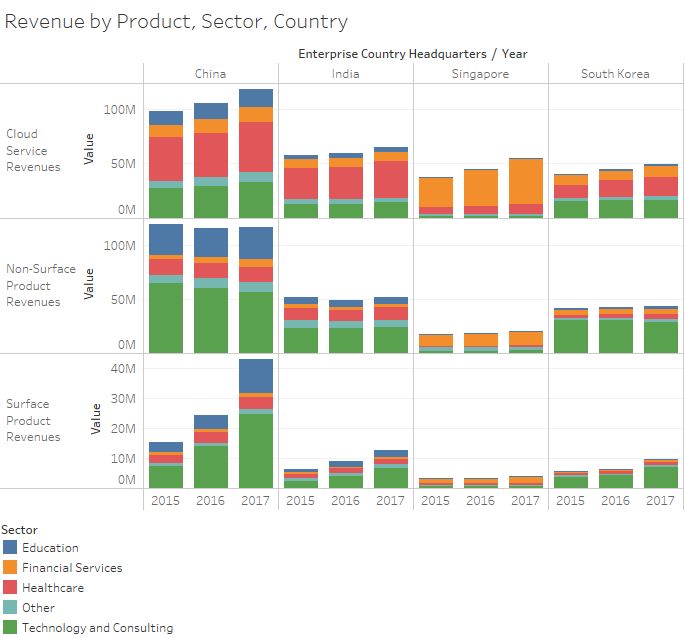 Revenue by Product, Sector, Country
Enterprise Country Headquarters / Year
China India Singapore South Korea
Cloud
Service
Revenues
Value
100M
50M
0M
Non-Surface
Product
Revenues
Value
100M
50M
0M
Surface
Product
Revenues
Value
40M
30M
20M
10M
0M
2015 2016 2017 2015 2016 2017 2015 2016 2017 2015 2016 2017
Sector
Education
Financial Services
Healthcare
Other
Technology and Consulting